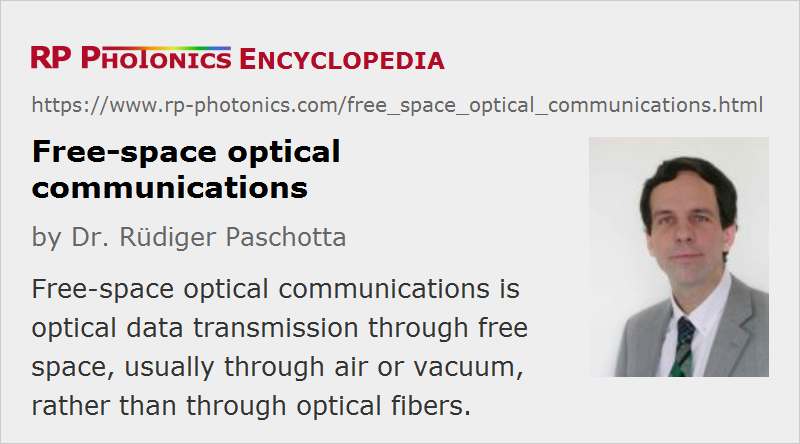 RP PHOTONICS ENCYCLOPEDIA
https://www.rp-photonics.com/free_space_optical_communications.html
Free-space optical
communications
by Dr. Rüdiger Paschotta
Free-space optical communications is
optical data transmission through free
space, usually through air or vacuum,
rather than through optical fibers.